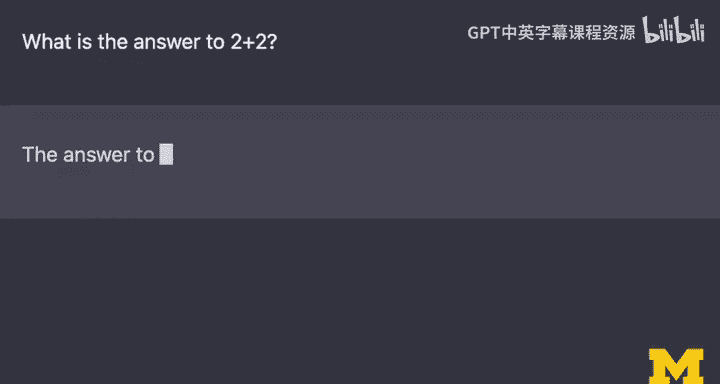 What is the answer to 2+2?
GPT中英字幕课程资源 bilibili
The answer to
M